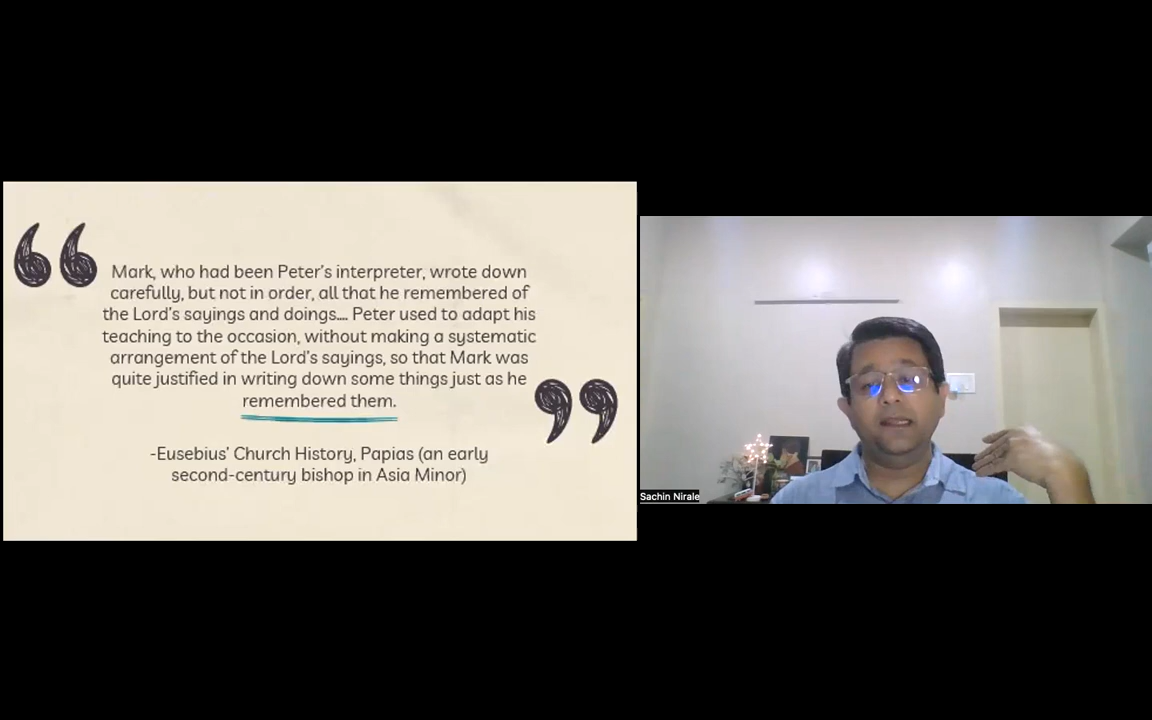 Mark, who had been Peter's interpreter, wrote down
carefully, but not in order, all that he remembered of
the Lord's sayings and doings.... Peter used to adapt his
teaching to the occasion, without making a systematic
arrangement of the Lord's sayings, so that Mark was
quite justified in writing down some things just as he
remembered them.
-Eusebius' Church History, Papias (an early
second-century bishop in Asia Minor)
Sachin Nirale